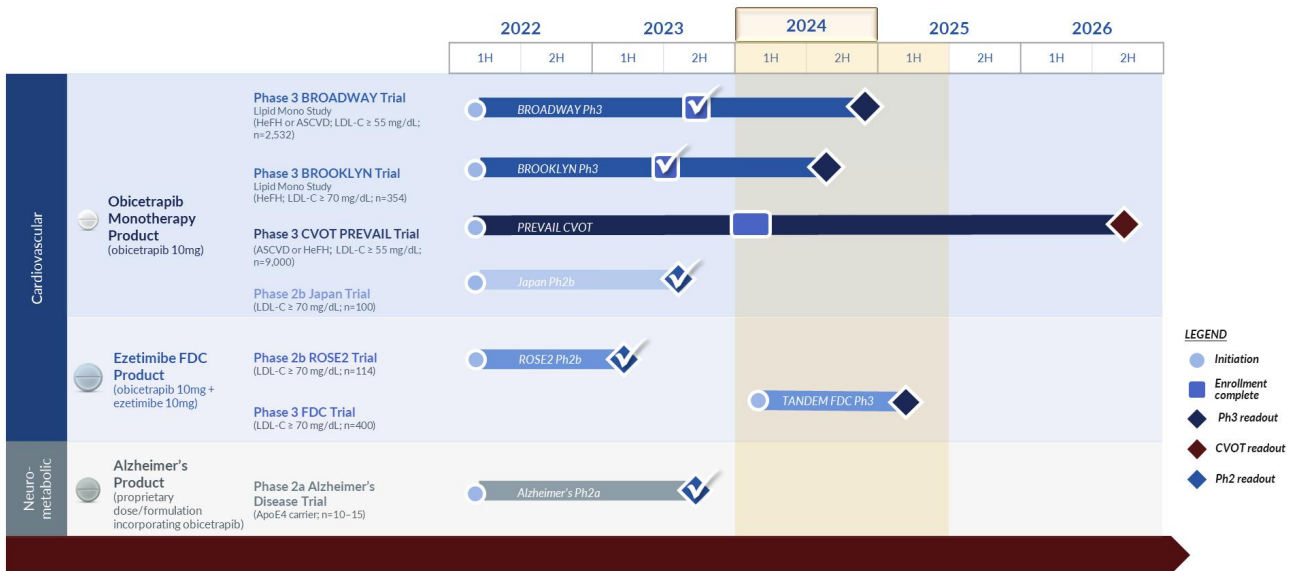 2022
2023
2024
2025
2026
1H
2H
1H
2H
1H
2H
1H
2H
1H
2H
Cardiovascular
Obicetrapib
Monotherapy
Product
(obicetrapib 10mg)
Phase 3 BROADWAY Trial
Lipid Mono Study
(HeFH or ASCVD; LDL-C ≥ 55 mg/dL;
n=2,532)
BROADWAY Ph3
Phase 3 BROOKLYN Trial
Lipid Mono Study
(HeFH; LDL-C ≥ 70 mg/dL; n=354)
BROOKLYN Ph3
Phase 3 CVOT PREVAIL Trial
(ASCVD or HeFH; LDL-C ≥ 55 mg/dL;
n=9,000)
PREVAIL CVOT
Phase 2b Japan Trial
(LDL-C ≥ 70 mg/dL; n=100)
Japan Ph2b
Ezetimibe FDC
Product
(obicetrapib 10mg +
ezetimibe 10mg)
Phase 2b ROSE2 Trial
(LDL-C ≥ 70 mg/dL; n=114)
ROSE2 Ph2b
Phase 3 FDC Trial
(LDL-C ≥ 70 mg/dL; n=400)
TANDEM FDC Ph3
Neuro-
metabolic
Alzheimer's
Product
(proprietary
dose/formulation
incorporating obicetrapib)
Phase 2a Alzheimer's
Disease Trial
(ApoE4 carrier; n=10–15)
Alzheimer's Ph2a
LEGEND
Initiation
Enrollment
complete
Ph3 readout
CVOT readout
Ph2 readout